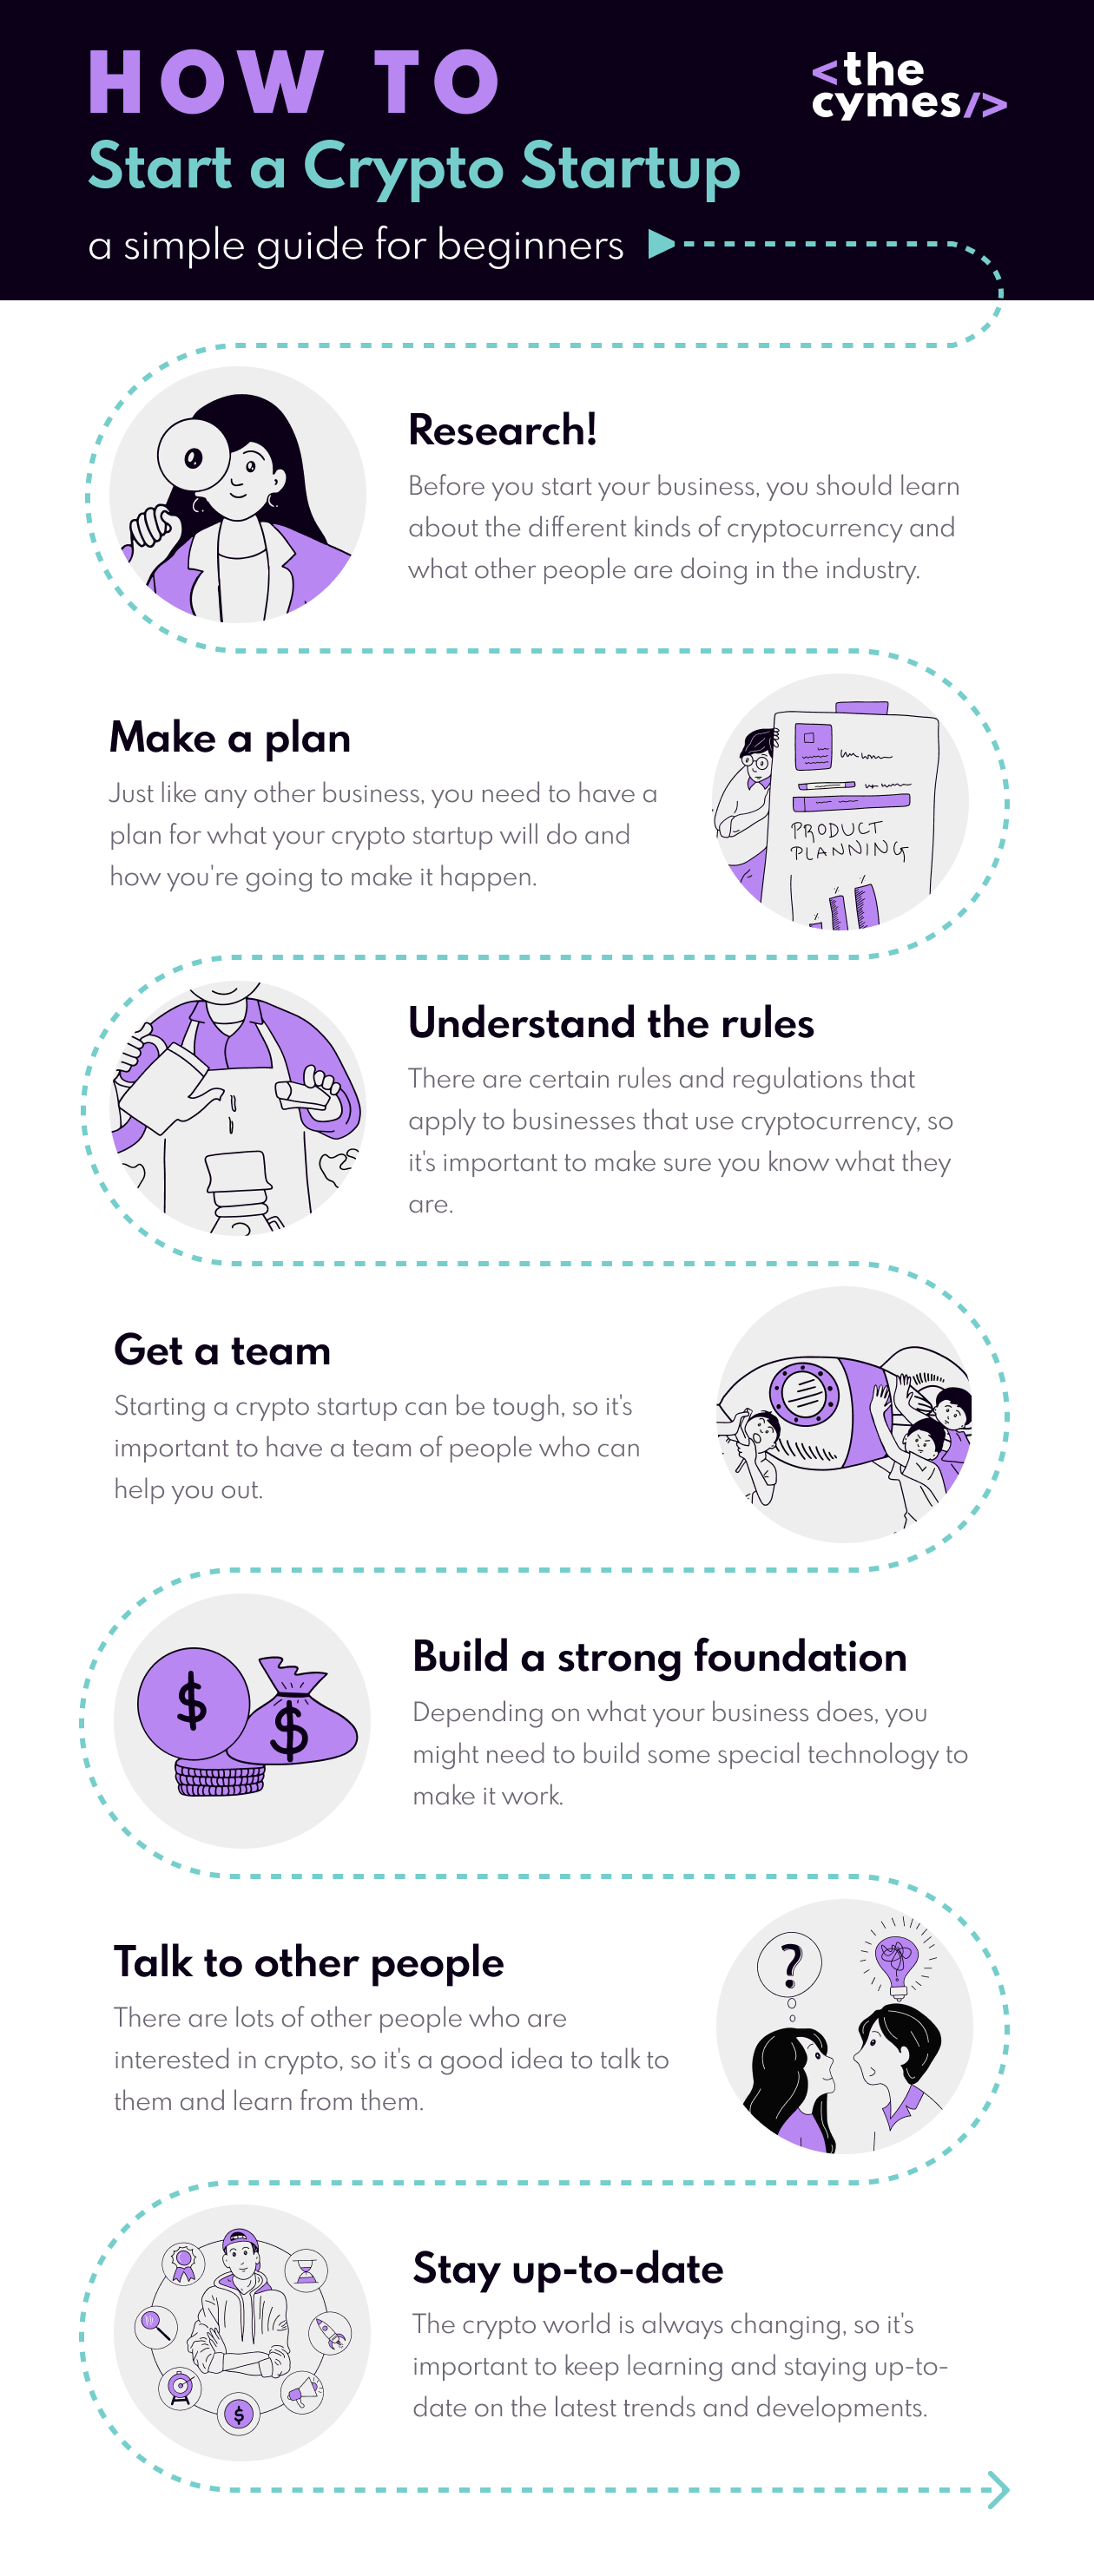 HOW TO
<the
cymes/>
Start a Crypto Startup
a simple guide for beginners
Research!
Before you start your business, you should learn
about the different kinds of cryptocurrency and
what other people are doing in the industry.
Make a plan
Just like any other business, you need to have a
plan for what your crypto startup will do and
how you're going to make it happen.
PRODUCT
PLANNING
Understand the rules
There are certain rules and regulations that
apply to businesses that use cryptocurrency, so
it's important to make sure you know what they
are.
Get a team
Starting a crypto startup can be tough, so it's
important to have a team of people who can
help you out.
Build a strong foundation
Depending on what your business does, you
might need to build some special technology to
make it work.
$
$
Talk to other people
There are lots of other people who are
interested in crypto, so it's a good idea to talk to
them and learn from them.
?
Stay up-to-date
The crypto world is always changing, so it's
important to keep learning and staying up-to-
date on the latest trends and developments.
$